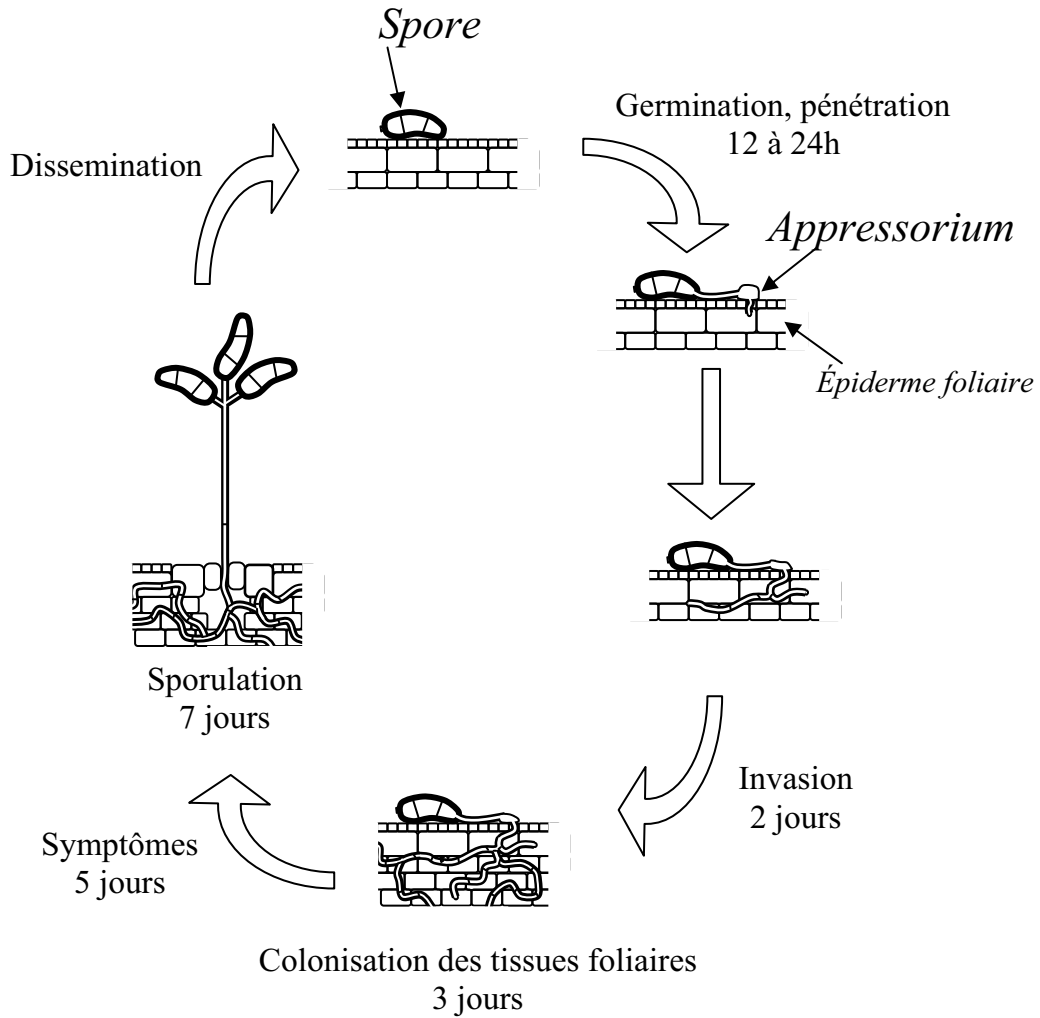 Spore
Germination, pénétration
12 à 24h
Dissemination
Appressorium
Épiderme foliaire
Sporulation
7 jours
Invasion
2 jours
Symptômes
5 jours
Colonisation des tissues foliaires
3 jours